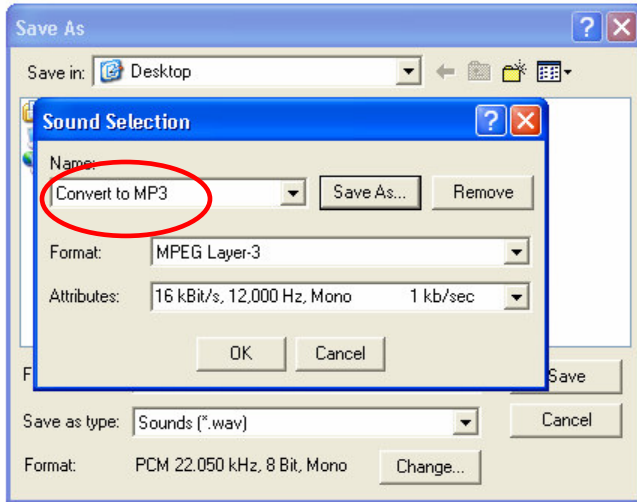 Save As
Save in: Desktop
Sound Selection
Name:
Convert to MP3 Save As... Remove
Format: MPEG Layer-3
Attributes: 16 kBit/s, 12,000 Hz, Mono 1 kb/sec
OK Cancel
F Save
Save as type: Sounds (*.wav) Cancel
Format: PCM 22.050 kHz, 8 Bit, Mono Change...